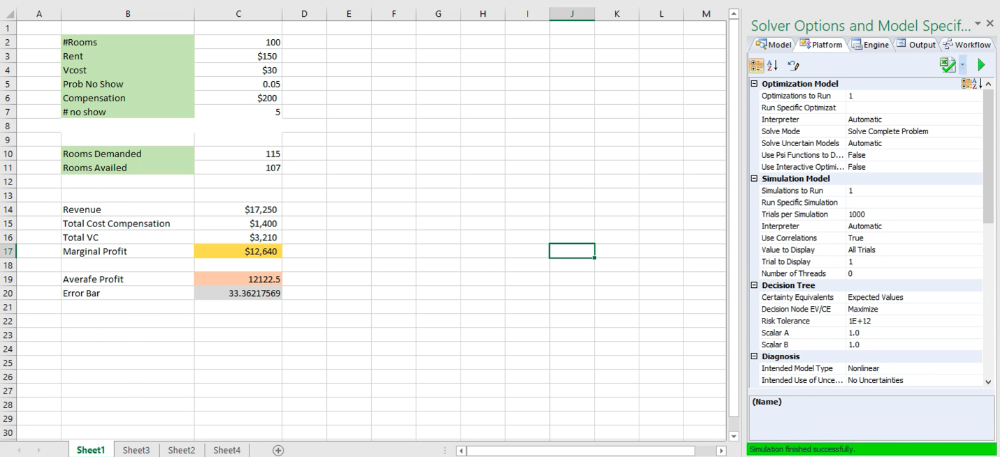 A B C D E F G H I J K L M
1
2 #Rooms 100
3 Rent $150
4 Vcost $30
5 Prob No Show 0.05
6 Compensation $200
7 # no show 5
8
9
10 Rooms Demanded 115
11 Rooms Availed 107
12
13
14 Revenue $17,250
15 Total Cost Compensation $1,400
16 Total VC $3,210
17 Marginal Profit $12,640
18
19 Averafe Profit 12122.5
20 Error Bar 33.36217569
21
22
23
24
25
26
27
28
29
30
Sheet1 Sheet3 Sheet2 Sheet4
Solver Options and Model Specif...
Model Platform Engine Output Workflow
Optimization Model
Optimizations to Run 1
Run Specific Optimizat
Interpreter Automatic
Solve Mode Solve Complete Problem
Solve Uncertain Models Automatic
Use Psi Functions to D... False
Use Interactive Optimi... False
Simulation Model
Simulations to Run 1
Run Specific Simulation
Trials per Simulation 1000
Interpreter Automatic
Use Correlations True
Value to Display All Trials
Trial to Display 1
Number of Threads 0
Decision Tree
Certainty Equivalents Expected Values
Decision Node EV/CE Maximize
Risk Tolerance 1E+12
Scalar A 1.0
Scalar B 1.0
Diagnosis
Intended Model Type Nonlinear
Intended Use of Unce... No Uncertainties
(Name)
Simulation finished successfully.